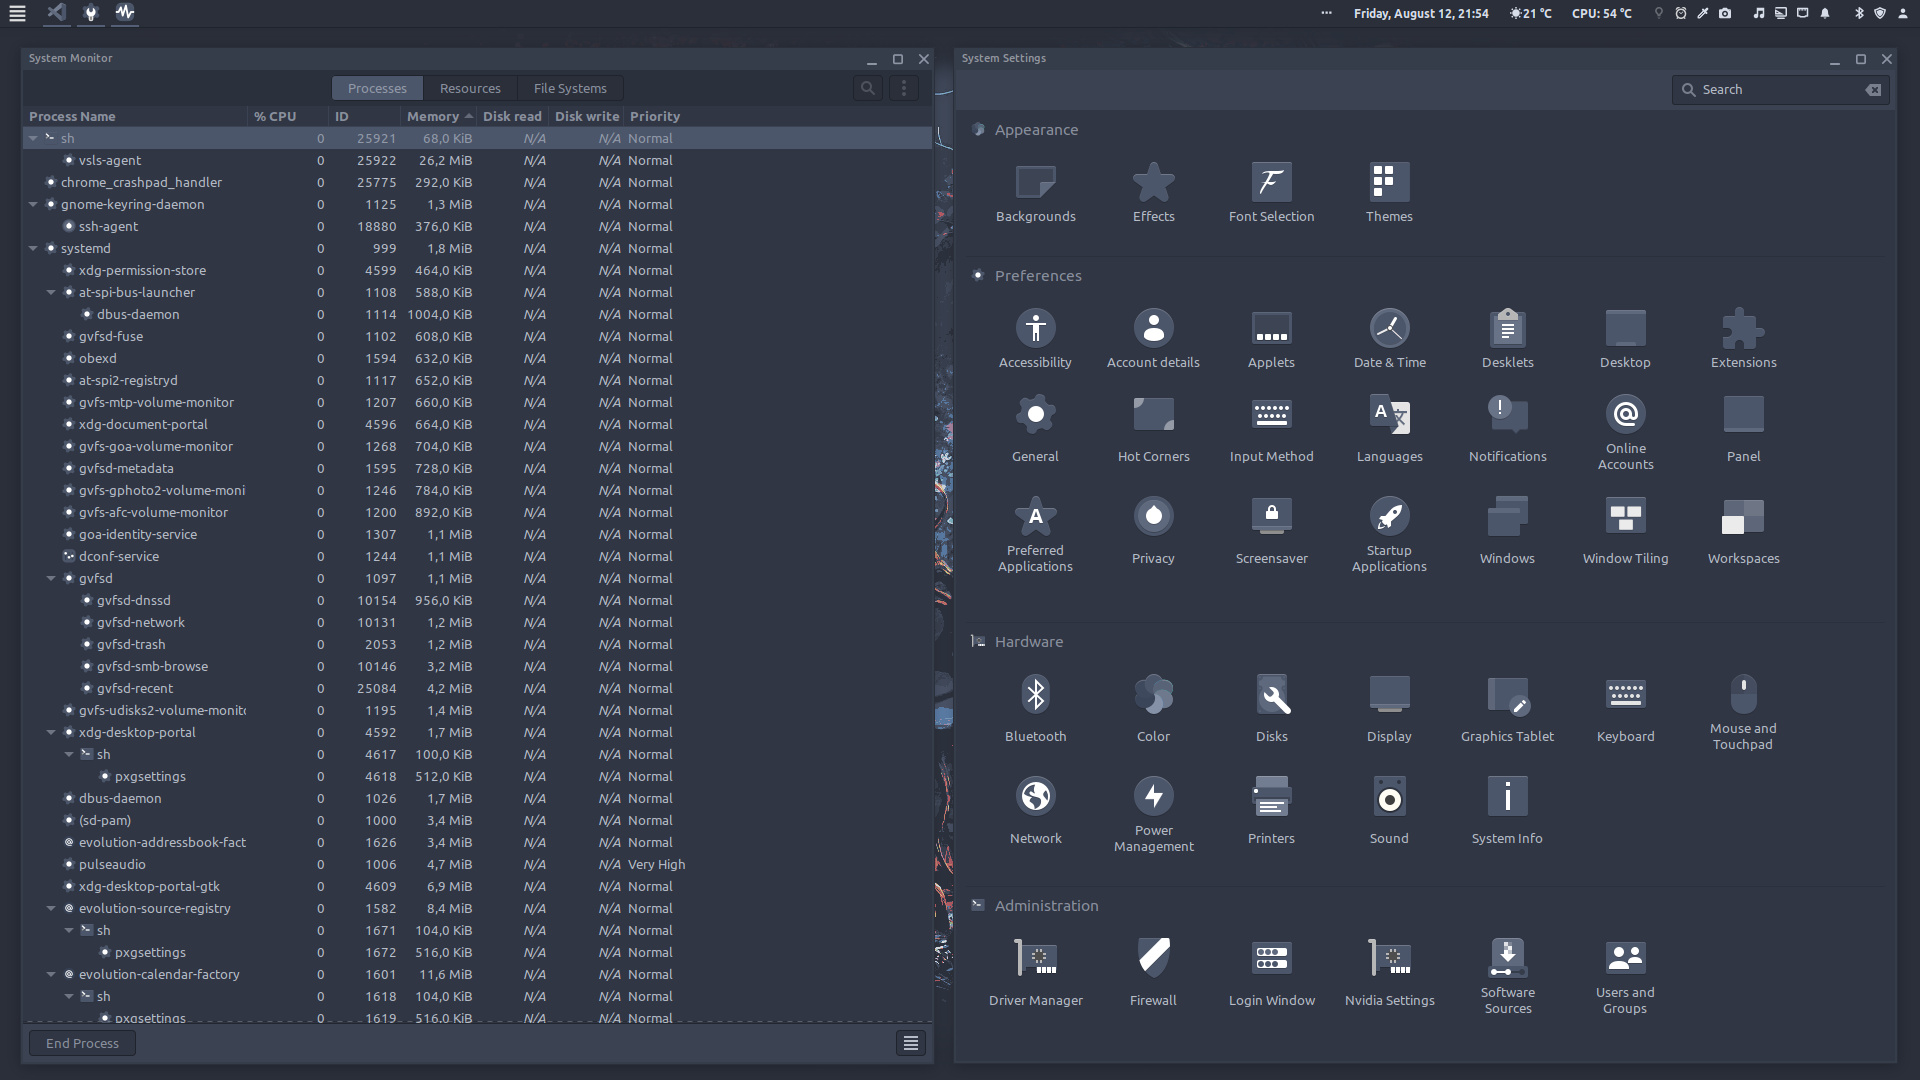 Friday, August 12, 21:54 21 °C CPU: 54 °C
System Monitor
Processes Resources File Systems
Process Name % CPU ID Memory Disk read Disk write Priority
sh 0 25921 68,0 KiB N/A N/A Normal
vsls-agent 0 25922 26,2 MiB N/A N/A Normal
chrome_crashpad_handler 0 25775 292,0 KiB N/A N/A Normal
gnome-keyring-daemon 0 1125 1,3 MiB N/A N/A Normal
ssh-agent 0 18880 376,0 KiB N/A N/A Normal
systemd 0 999 1,8 MiB N/A N/A Normal
xdg-permission-store 0 4599 464,0 KiB N/A N/A Normal
at-spi-bus-launcher 0 1108 588,0 KiB N/A N/A Normal
dbus-daemon 0 1114 1004,0 KiB N/A N/A Normal
gvfsd-fuse 0 1102 608,0 KiB N/A N/A Normal
obexd 0 1594 632,0 KiB N/A N/A Normal
at-spi2-registryd 0 1117 652,0 KiB N/A N/A Normal
gvfs-mtp-volume-monitor 0 1207 660,0 KiB N/A N/A Normal
xdg-document-portal 0 4596 664,0 KiB N/A N/A Normal
gvfs-goa-volume-monitor 0 1268 704,0 KiB N/A N/A Normal
gvfsd-metadata 0 1595 728,0 KiB N/A N/A Normal
gvfs-gphoto2-volume-moni 0 1246 784,0 KiB N/A N/A Normal
gvfs-afc-volume-monitor 0 1200 892,0 KiB N/A N/A Normal
goa-identity-service 0 1307 1,1 MiB N/A N/A Normal
dconf-service 0 1244 1,1 MiB N/A N/A Normal
gvfsd 0 1097 1,1 MiB N/A N/A Normal
gvfsd-dnssd 0 10154 956,0 KiB N/A N/A Normal
gvfsd-network 0 10131 1,2 MiB N/A N/A Normal
gvfsd-trash 0 2053 1,2 MiB N/A N/A Normal
gvfsd-smb-browse 0 10146 3,2 MiB N/A N/A Normal
gvfsd-recent 0 25084 4,2 MiB N/A N/A Normal
gvfs-udisks2-volume-monito 0 1195 1,4 MiB N/A N/A Normal
xdg-desktop-portal 0 4592 1,7 MiB N/A N/A Normal
sh 0 4617 100,0 KiB N/A N/A Normal
pxgsettings 0 4618 512,0 KiB N/A N/A Normal
dbus-daemon 0 1026 1,7 MiB N/A N/A Normal
(sd-pam) 0 1000 3,4 MiB N/A N/A Normal
evolution-addressbook-fact 0 1626 3,4 MiB N/A N/A Normal
pulseaudio 0 1006 4,7 MiB N/A N/A Very High
xdg-desktop-portal-gtk 0 4609 6,9 MiB N/A N/A Normal
evolution-source-registry 0 1582 8,4 MiB N/A N/A Normal
sh 0 1671 104,0 KiB N/A N/A Normal
pxgsettings 0 1672 516,0 KiB N/A N/A Normal
evolution-calendar-factory 0 1601 11,6 MiB N/A N/A Normal
sh 0 1618 104,0 KiB N/A N/A Normal
pxgsettings 0 1619 516,0 KiB N/A N/A Normal
End Process
System Settings
Search
Appearance
Backgrounds Effects Font Selection Themes
Preferences
Accessibility Account details Applets Date & Time Desklets Desktop Extensions
General Hot Corners Input Method Languages Notifications Online Accounts Panel
Preferred Applications Privacy Screensaver Startup Applications Windows Window Tiling Workspaces
Hardware
Bluetooth Color Disks Display Graphics Tablet Keyboard Mouse and Touchpad
Network Power Management Printers Sound System Info
Administration
Driver Manager Firewall Login Window Nvidia Settings Software Sources Users and Groups